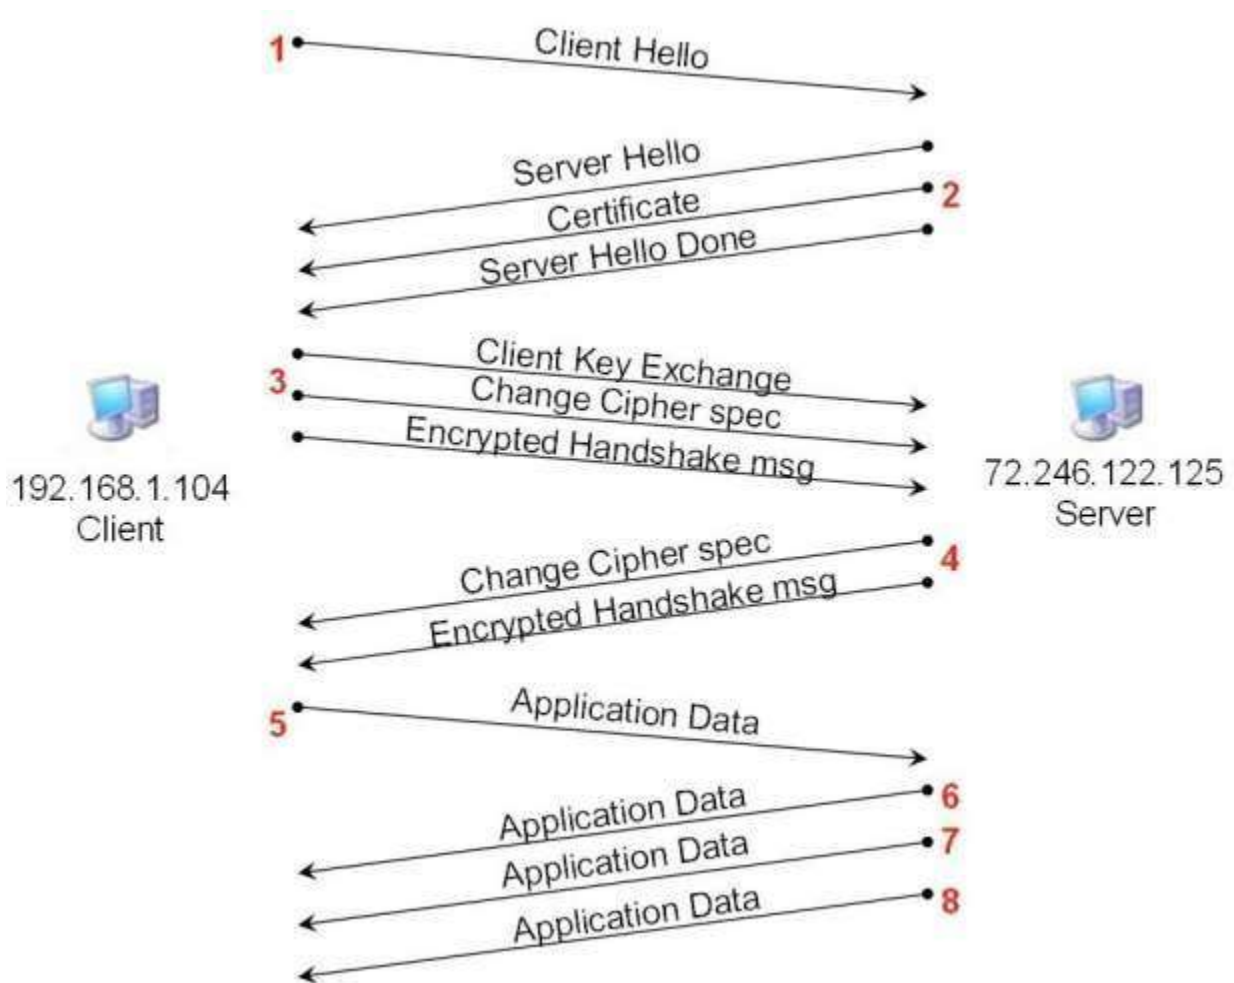 1
Client Hello
Server Hello
Certificate
2
Server Hello Done
Client Key Exchange
3
Change Cipher spec
Encrypted Handshake msg
192.168.1.104
Client
72.246.122.125
Server
Change Cipher spec
4
Encrypted Handshake msg
5
Application Data
Application Data
6
Application Data
7
Application Data
8